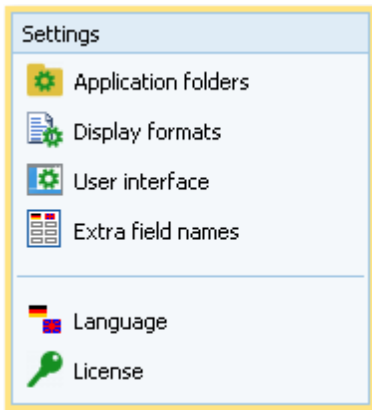 Settings
Application folders
Display formats
User interface
Extra field names
Language
License